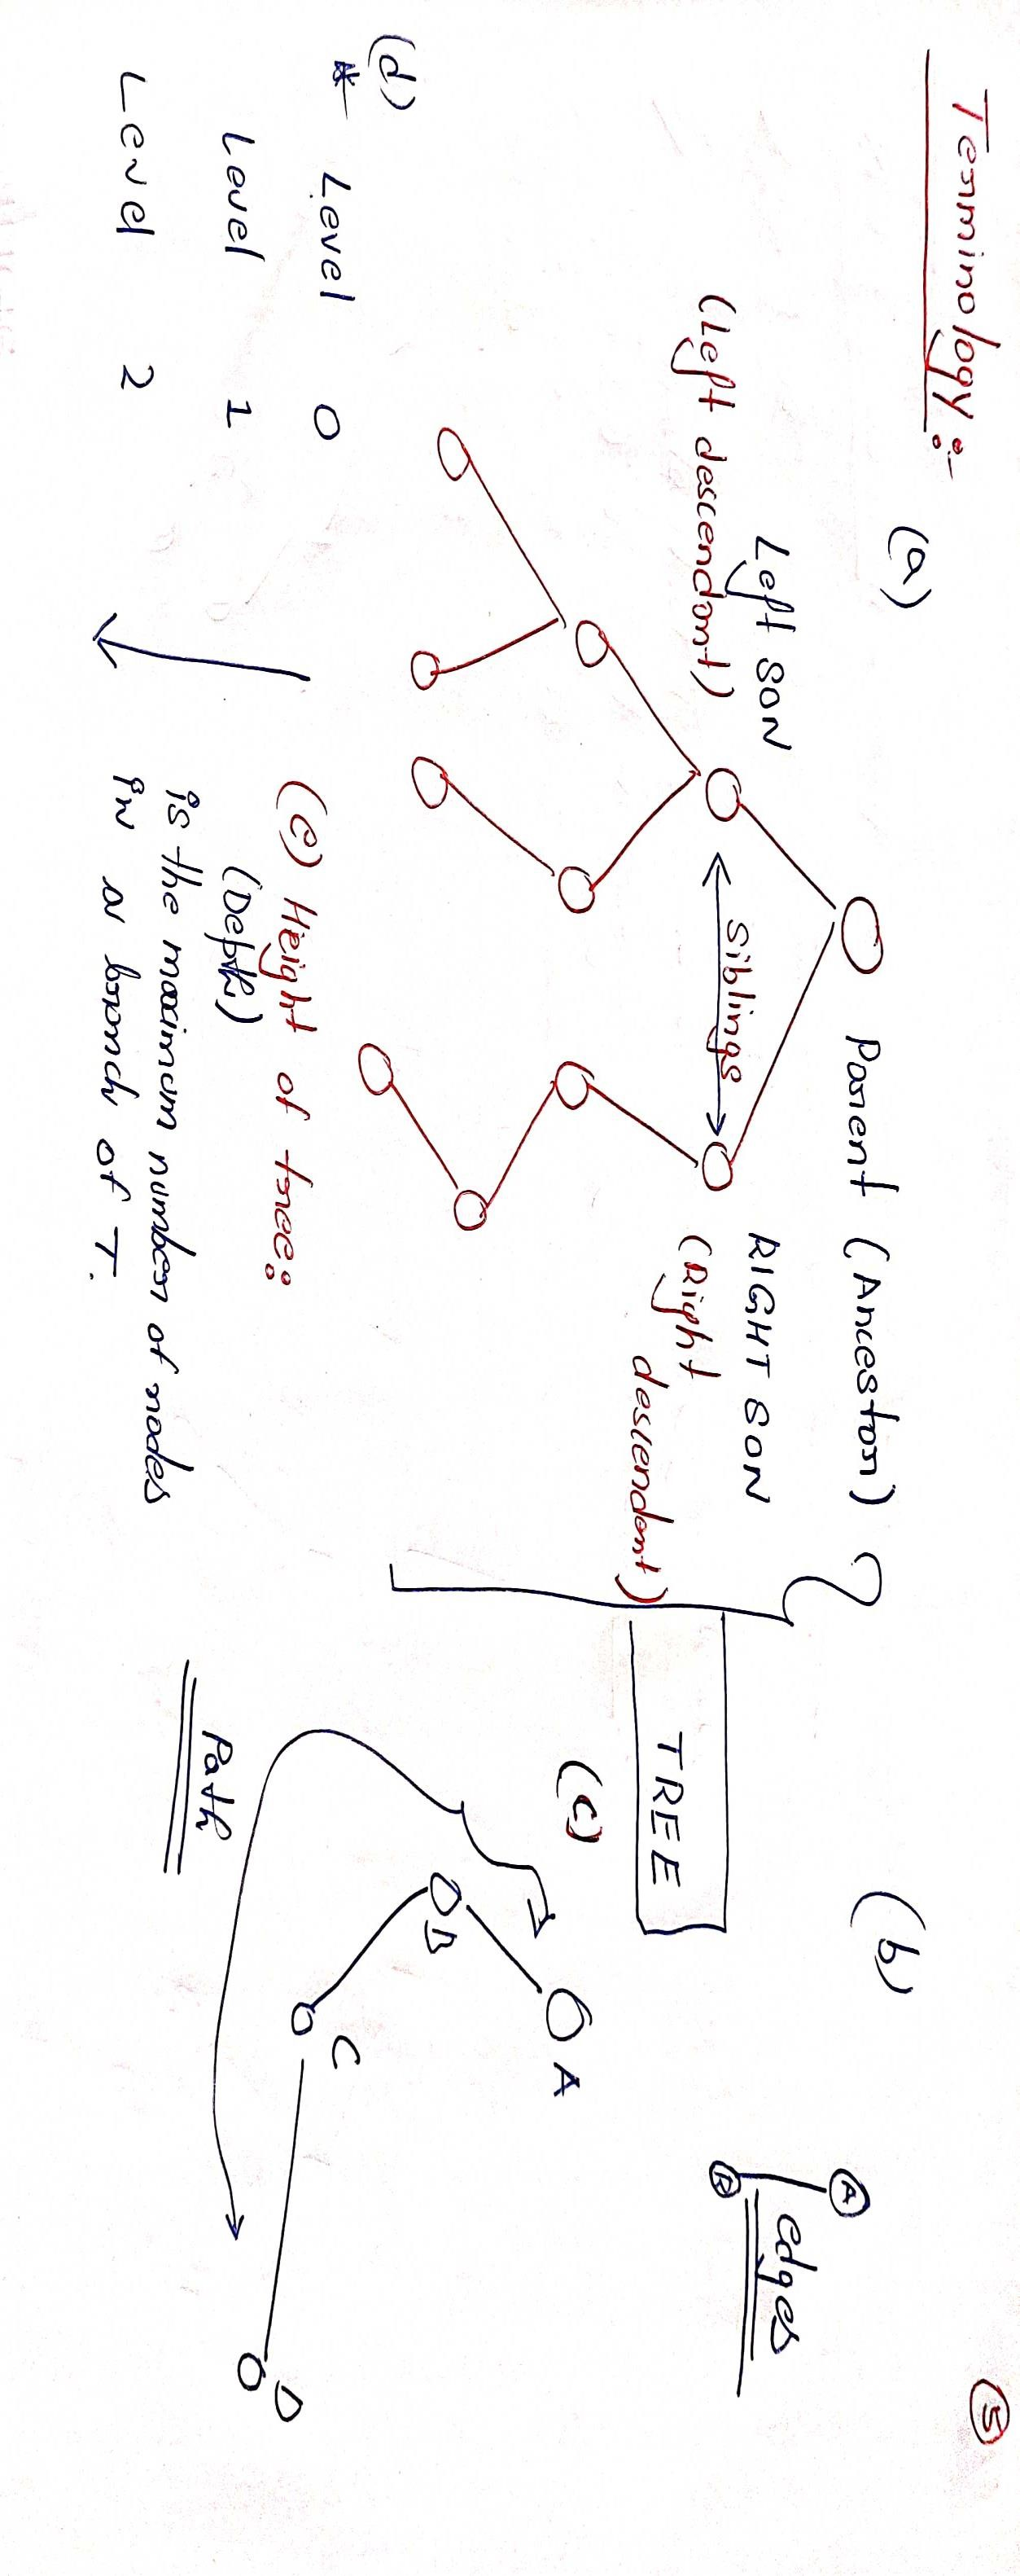 5
Terminology:-
(a)
Parent (Ancestor)
Left SON
(Left descendant)
Siblings
RIGHT SON
(Right
descendant)
TREE
(b)
A
B
edges
(c)
A
B
C
D
Path
(d)
* Level 0
Level 1
Level 2
(e) Height of tree:
(Depth)
is the maximum number of nodes
in a branch of T.